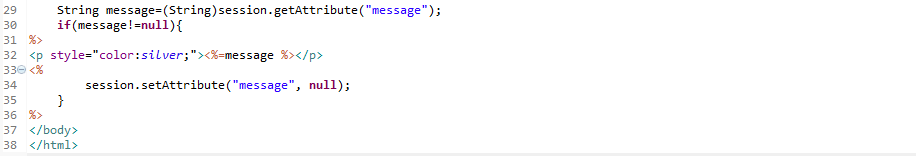 29 String message=(String)session.getAttribute("message");
30 if(message!=null){
31 %>
32 <p style="color:silver;"><%=message %></p>
33 <%
34 session.setAttribute("message", null);
35 }
36 %>
37 </body>
38 </html>